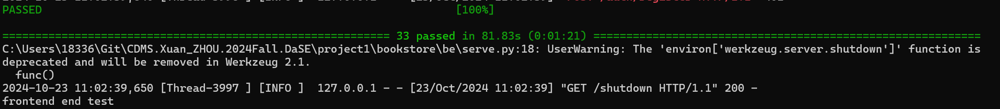 PASSED [100%]
======================================================== 33 passed in 81.83s (0:01:21) ========================================================
C:\Users\18336\Git\CDMS.Xuan_ZHOU.2024Fall.DaSE\project1\bookstore\be\serve.py:18: UserWarning: The 'environ['werkzeug.server.shutdown']' function is
deprecated and will be removed in Werkzeug 2.1.
  func()
2024-10-23 11:02:39,650 [Thread-3997 ] [INFO ]  127.0.0.1 - - [23/Oct/2024 11:02:39] "GET /shutdown HTTP/1.1" 200 -
frontend end test